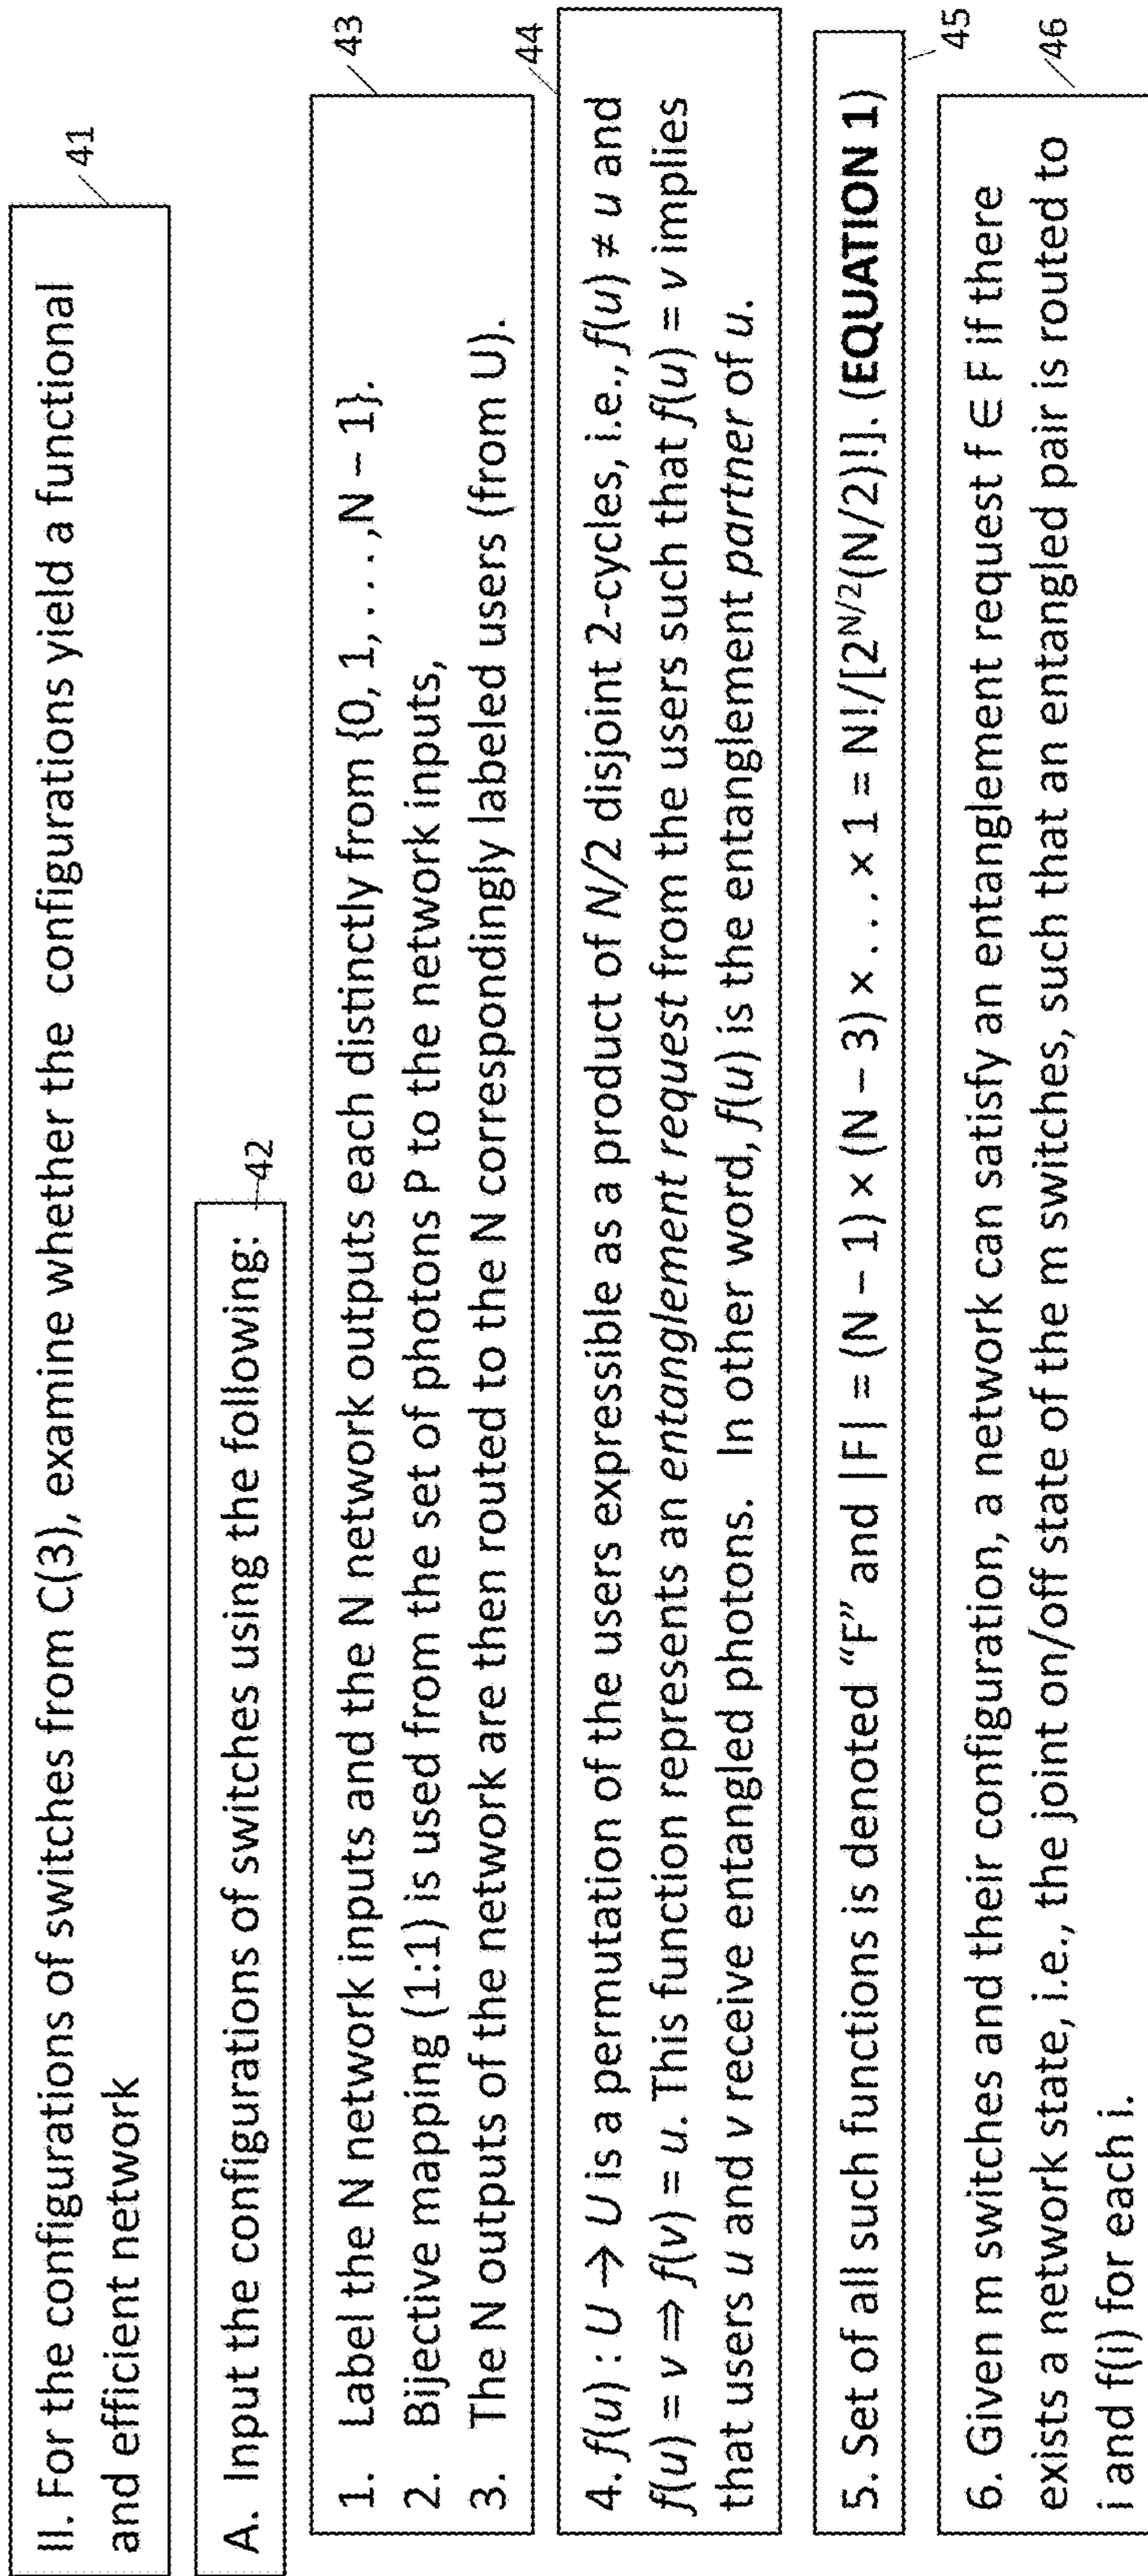 II. For the configurations of switches from C(3), examine whether the configurations yield a functional
and efficient network
41
A. Input the configurations of switches using the following:
42
1. Label the N network inputs and the N network outputs each distinctly from {0, 1, . . . ,N − 1}.
2. Bijective mapping (1:1) is used from the set of photons P to the network inputs,
3. The N outputs of the network are then routed to the N correspondingly labeled users (from U).
43
4. f(u) : U → U is a permutation of the users expressible as a product of N/2 disjoint 2-cycles, i.e., f(u) ≠ u and
f(u) = v ⇒ f(v) = u. This function represents an entanglement request from the users such that f(u) = v implies
that users u and v receive entangled photons. In other word, f(u) is the entanglement partner of u.
44
5. Set of all such functions is denoted “F” and |F| = (N − 1) × (N − 3) × . . . × 1 = N!/[2^{N/2}(N/2)!]. (EQUATION 1)
45
6. Given m switches and their configuration, a network can satisfy an entanglement request f ∈ F if there
exists a network state, i.e., the joint on/off state of the m switches, such that an entangled pair is routed to
i and f(i) for each i.
46